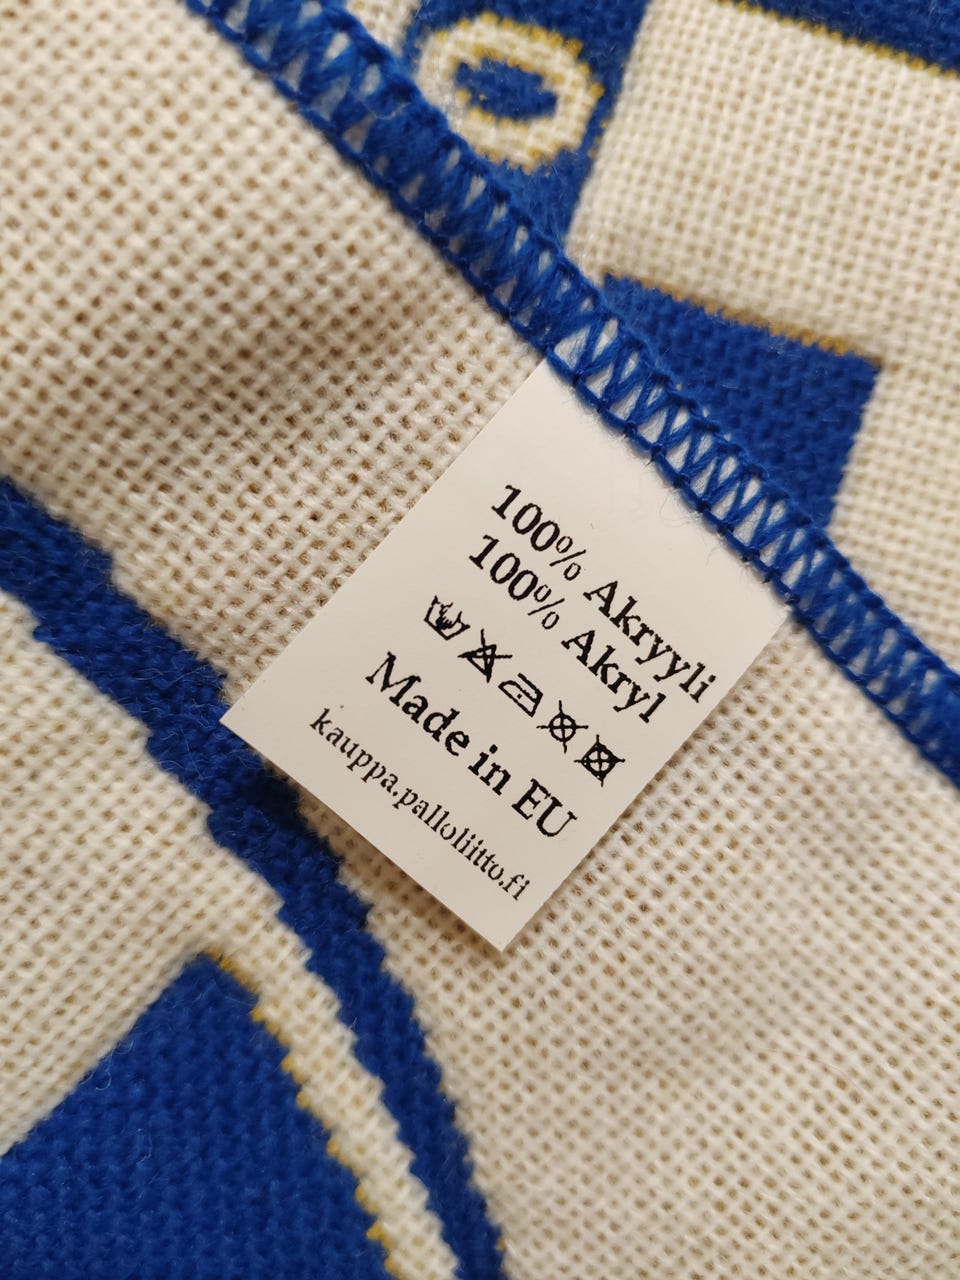 100% Akryyli
100% Akryl
Made in EU
kauppa.palloliitto.fi